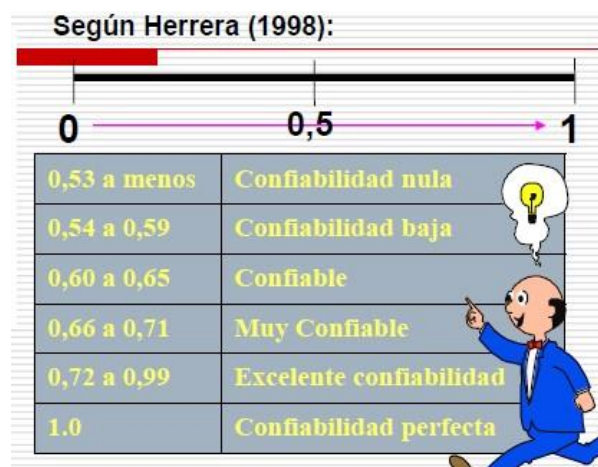 Según Herrera (1998):
0 0,5 1
0,53 a menos Confiabilidad nula
0,54 a 0,59 Confiabilidad baja
0,60 a 0,65 Confiable
0,66 a 0,71 Muy Confiable
0,72 a 0,99 Excelente confiabilidad
1.0 Confiabilidad perfecta